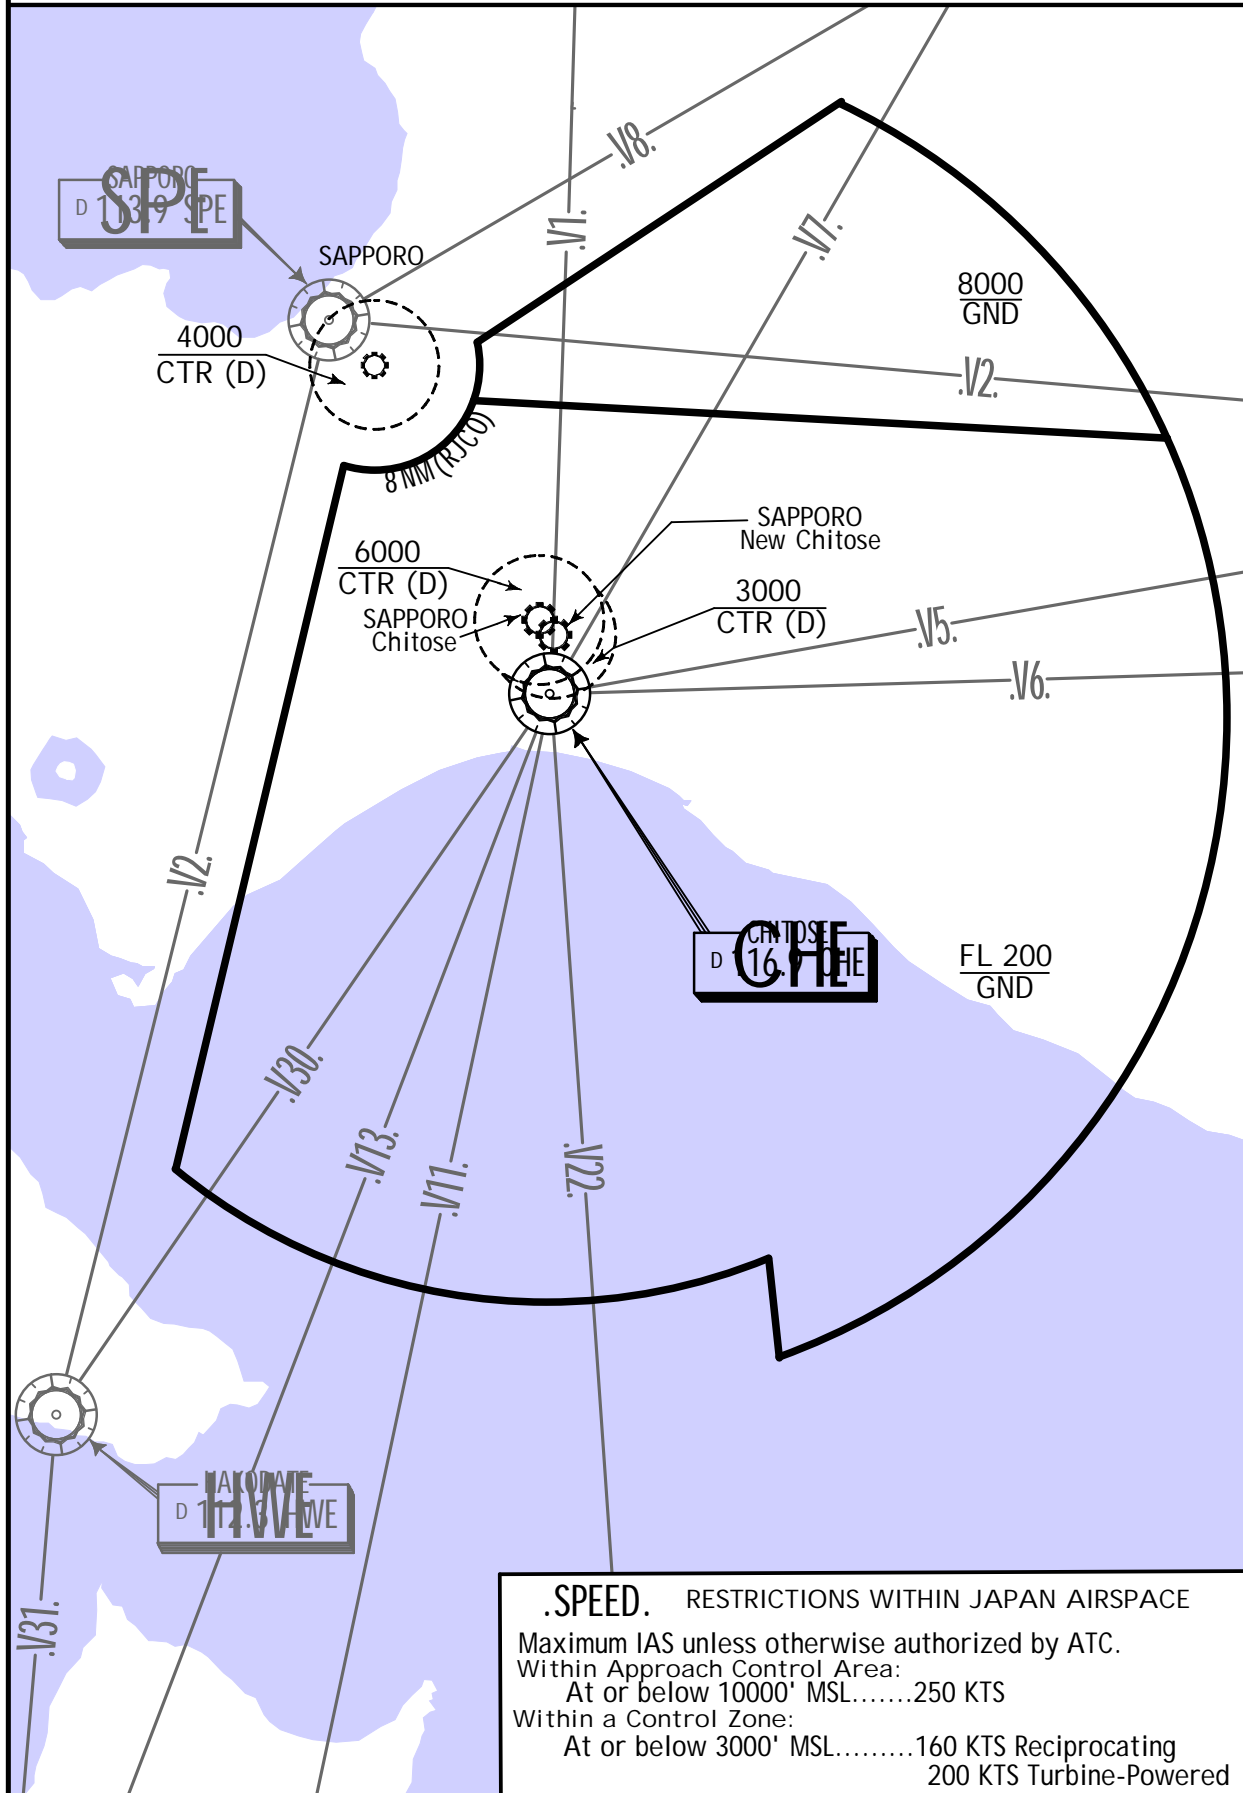 .V8.
SAPPORO
D 113.9 SPE
SPE
.V1.
.V7.
SAPPORO
8000
GND
4000
CTR (D)
.V2.
8 NM (RJCO)
SAPPORO
New Chitose
6000
CTR (D)
3000
CTR (D)
SAPPORO
Chitose
.V5.
.V6.
.V2.
CHITOSE
D 116.9 CHE
CHE
FL 200
GND
.V30.
.V13.
.V11.
.V22.
HAKODATE
D 112.3 HWE
HWE
.V31.
.SPEED. RESTRICTIONS WITHIN JAPAN AIRSPACE
Maximum IAS unless otherwise authorized by ATC.
Within Approach Control Area:
At or below 10000' MSL.......250 KTS
Within a Control Zone:
At or below 3000' MSL.........160 KTS Reciprocating
200 KTS Turbine-Powered